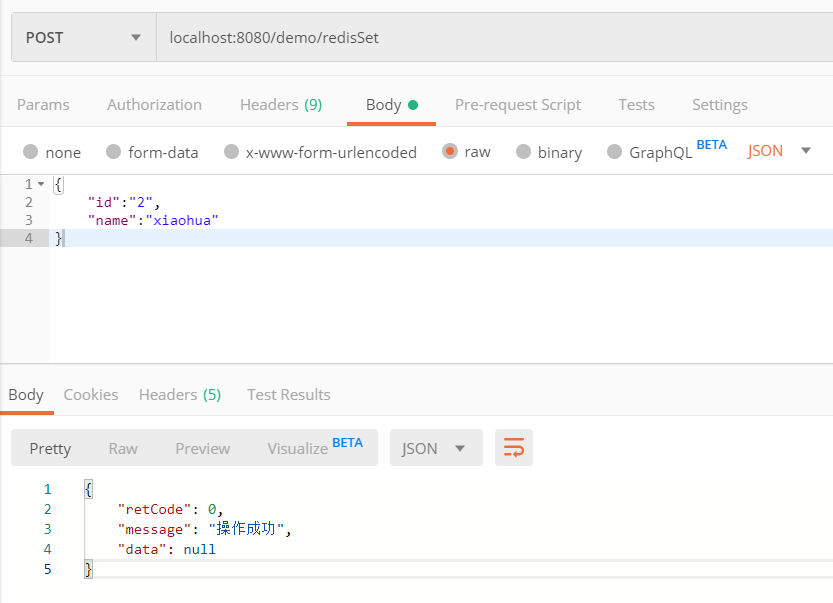 POST localhost:8080/demo/redisSet
Params Authorization Headers (9) Body Pre-request Script Tests Settings
none form-data x-www-form-urlencoded raw binary GraphQL BETA JSON
1 {
2 "id":"2",
3 "name":"xiaohua"
4 }
Body Cookies Headers (5) Test Results
Pretty Raw Preview Visualize BETA JSON
1 {
2 "retCode": 0,
3 "message": "操作成功",
4 "data": null
5 }